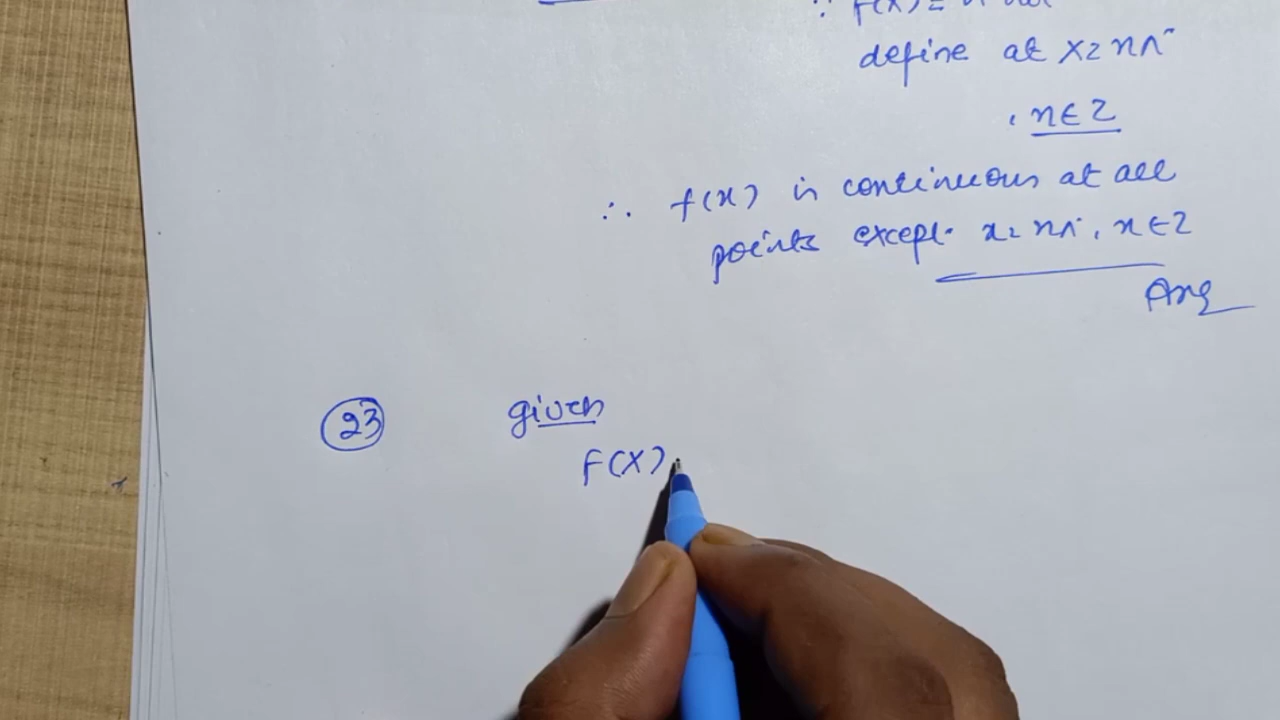 ∵ f(x) =
define at x = nπ
, n ∈ Z
∴ f(x) is continuous at all
points except x = nπ, n ∈ Z
Ans
23 given
f(x)